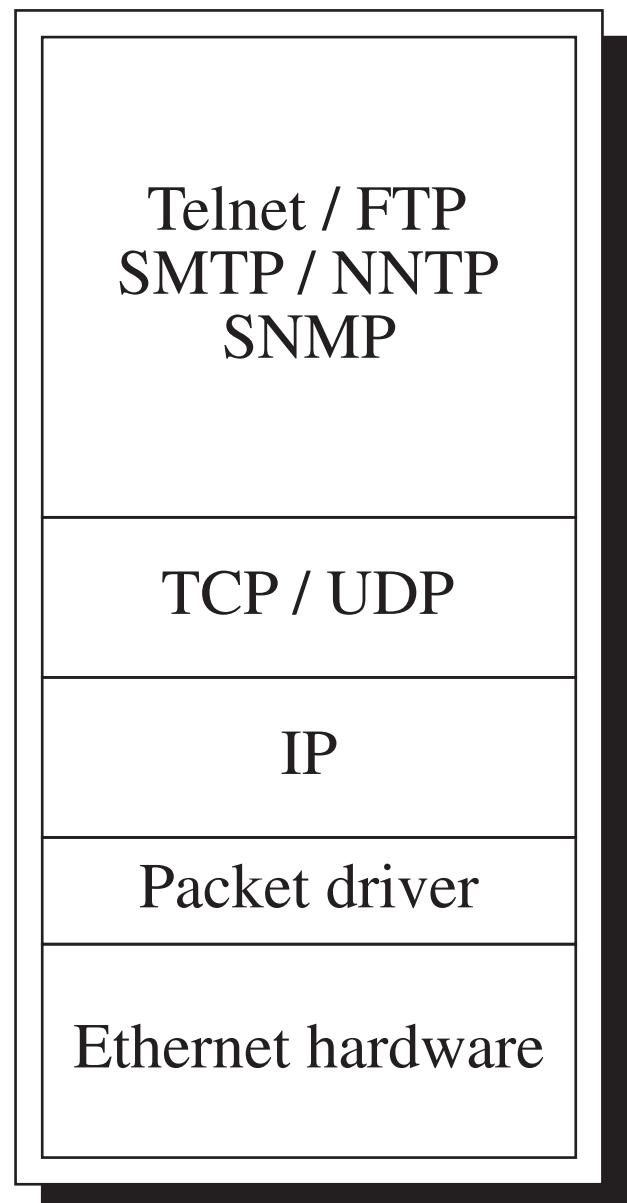 Telnet / FTP
SMTP / NNTP
SNMP
TCP / UDP
IP
Packet driver
Ethernet hardware